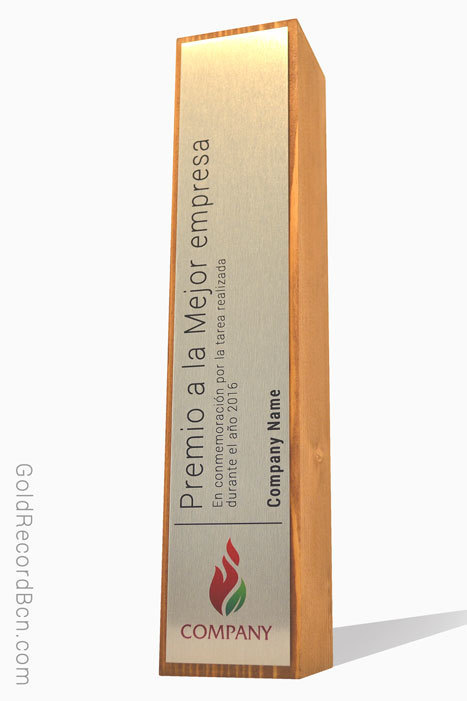 Premio a la Mejor empresa
En conmemoración por la tarea realizada
durante el año 2016
Company Name
COMPANY
GoldRecordBcn.com